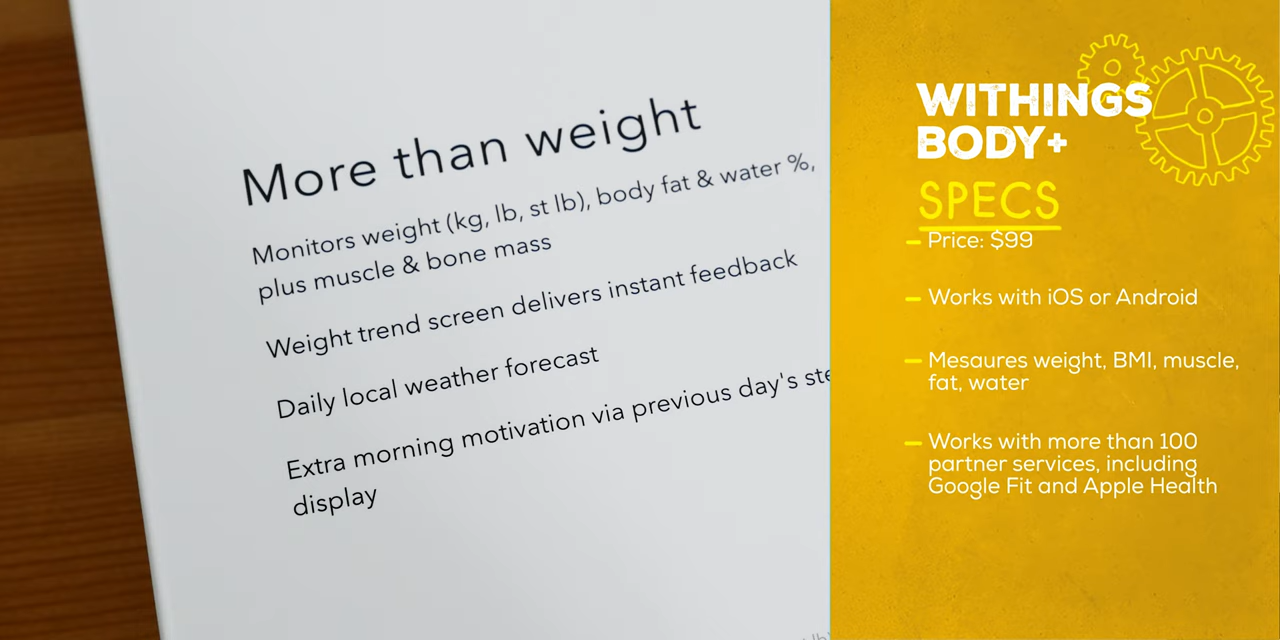 More than weight
Monitors weight (kg, lb, st lb), body fat & water %,
plus muscle & bone mass
Weight trend screen delivers instant feedback
Daily local weather forecast
Extra morning motivation via previous day's
display
WITHINGS
BODY+
SPECS
Price: $99
Works with iOS or Android
Mesaures weight, BMI, muscle,
fat, water
Works with more than 100
partner services, including
Google Fit and Apple Health